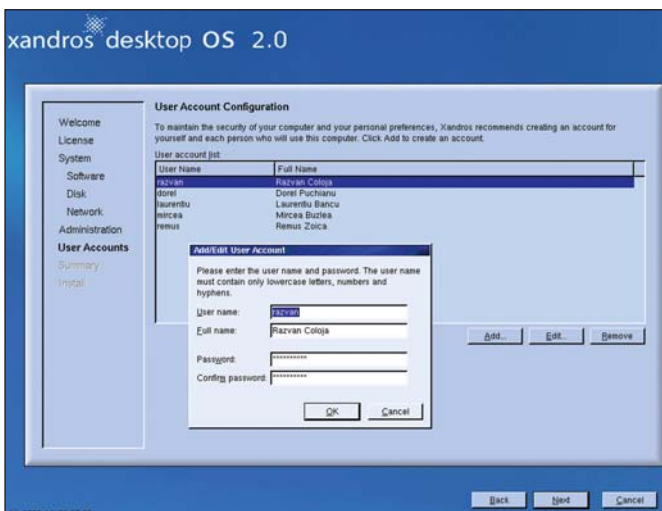 xandros desktop OS 2.0
User Account Configuration
To maintain the security of your computer and your personal preferences, Xandros recommends creating an account for
yourself and each person who will use this computer. Click Add to create an account.
Welcome
License
System
Software
Disk
Network
Administration
User Accounts
Summary
Install
User account list:
User Name Full Name
razvan Razvan Coloja
dorel Dorel Puchianu
laurentiu Laurentiu Bancu
mircea Mircea Buzlea
remus Remus Zoica
Add/Edit User Account
Please enter the user name and password. The user name
must contain only lowercase letters, numbers and
hyphens.
User name: razvan
Full name: Razvan Coloja
Password: **********
Confirm password: **********
OK Cancel
Add... Edit... Remove
Back Next Cancel